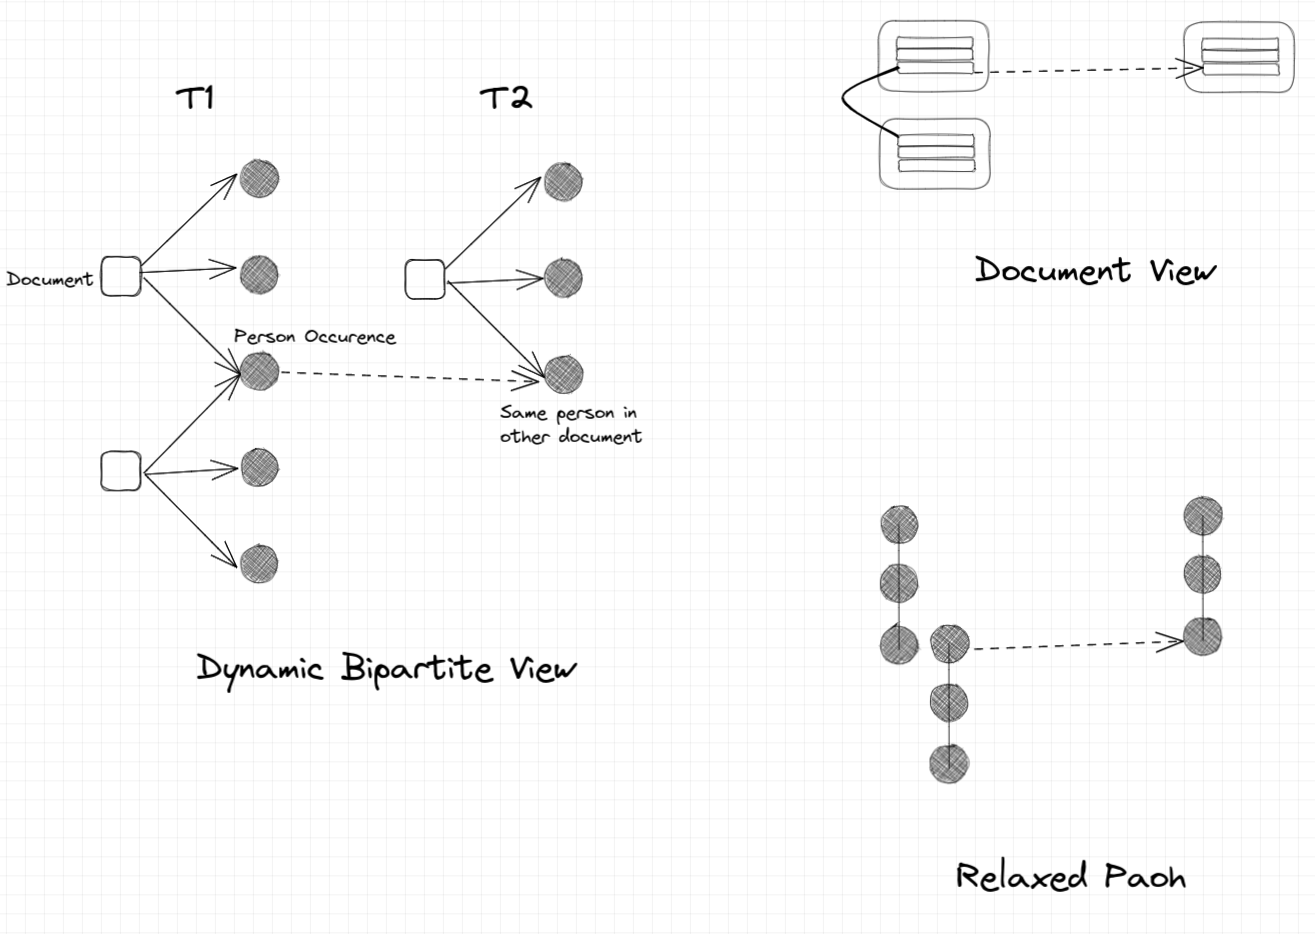 T1
T2
Document
Person Occurence
Same person in
other document
Dynamic Bipartite View
Document View
Relaxed Paoh